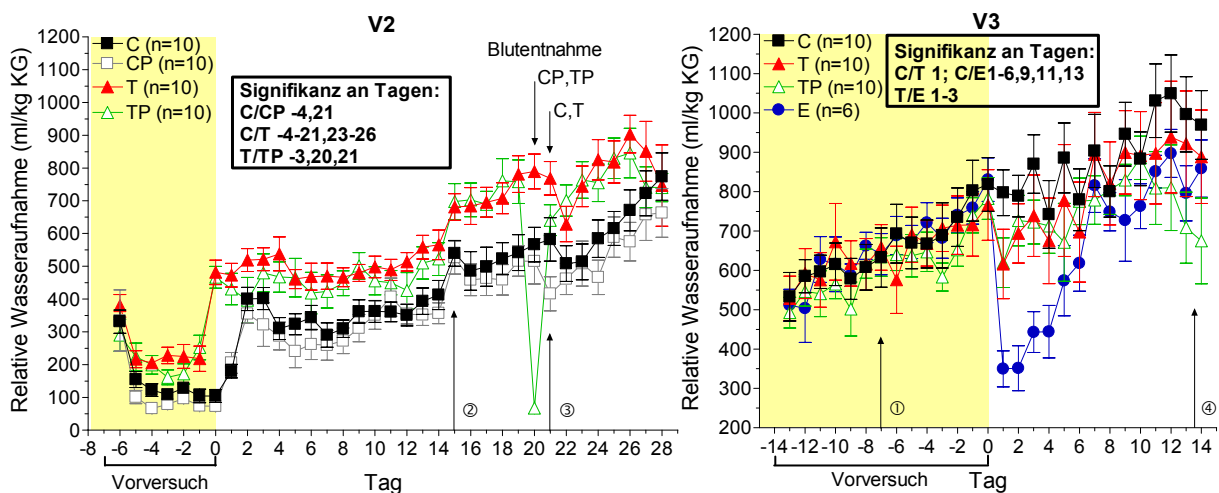 V2
Relative Wasseraufnahme (ml/kg KG)
1200
1100
1000
900
800
700
600
500
400
300
200
100
0
C (n=10)
CP (n=10)
T (n=10)
TP (n=10)
Signifikanz an Tagen:
C/CP -4,21
C/T -4-21,23-26
T/TP -3,20,21
Blutentnahme
CP,TP
C,T
②
③
-8 -6 -4 -2 0 2 4 6 8 10 12 14 16 18 20 22 24 26 28
Vorversuch
Tag
V3
Relative Wasseraufnahme (ml/kg KG)
1200
1100
1000
900
800
700
600
500
400
300
200
C (n=10)
T (n=10)
TP (n=10)
E (n=6)
Signifikanz an Tagen:
C/T 1; C/E1-6,9,11,13
T/E 1-3
①
④
-14 -12 -10 -8 -6 -4 -2 0 2 4 6 8 10 12 14
Vorversuch
Tag